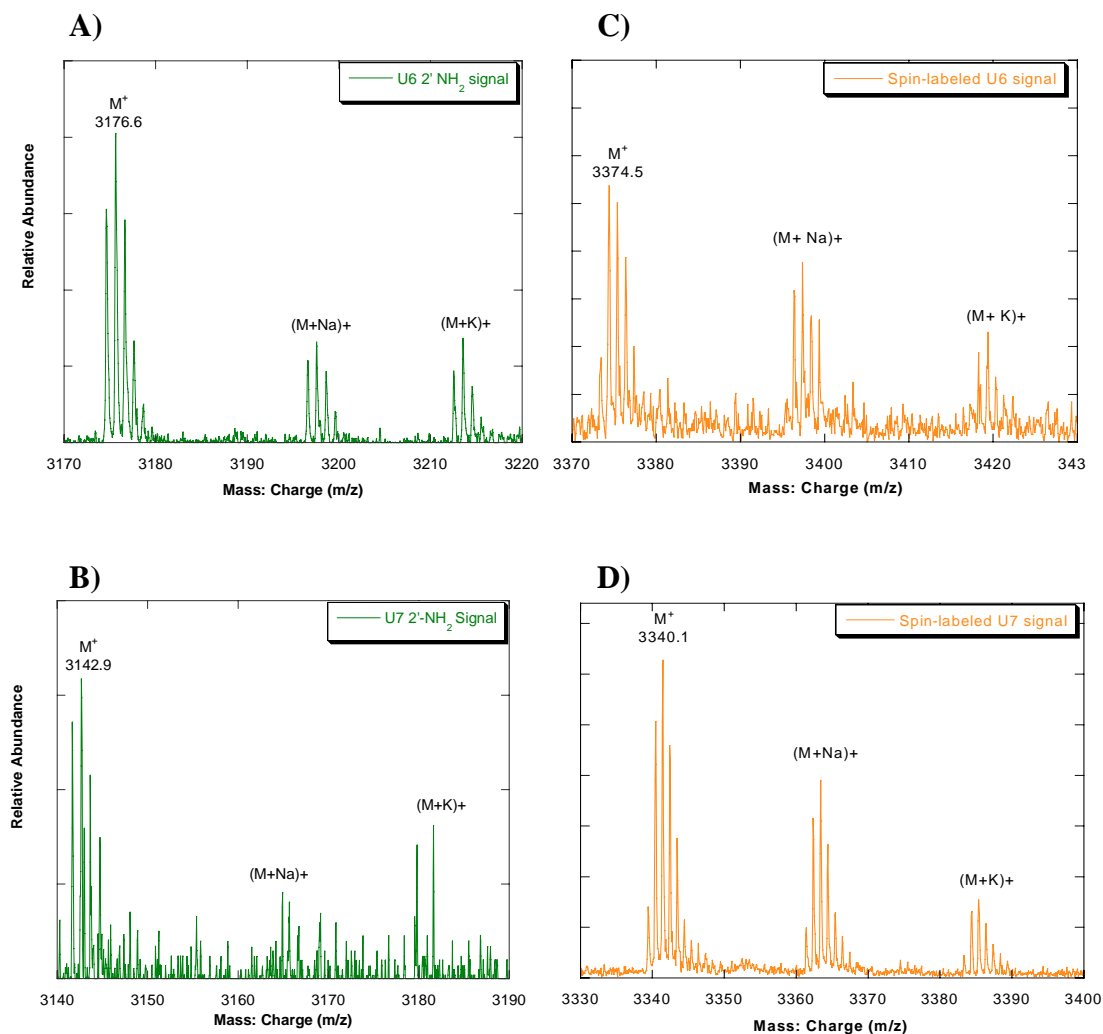 A)
U6 2' NH2 signal
M+
3176.6
(M+Na)+
(M+K)+
Relative Abundance
3170 3180 3190 3200 3210 3220
Mass: Charge (m/z)
C)
Spin-labeled U6 signal
M+
3374.5
(M+ Na)+
(M+ K)+
3370 3380 3390 3400 3410 3420 343
Mass: Charge (m/z)
B)
U7 2'-NH2 Signal
M+
3142.9
(M+Na)+
(M+K)+
Relative Abundance
3140 3150 3160 3170 3180 3190
Mass: Charge (m/z)
D)
Spin-labeled U7 signal
M+
3340.1
(M+Na)+
(M+K)+
3330 3340 3350 3360 3370 3380 3390 3400
Mass: Charge (m/z)